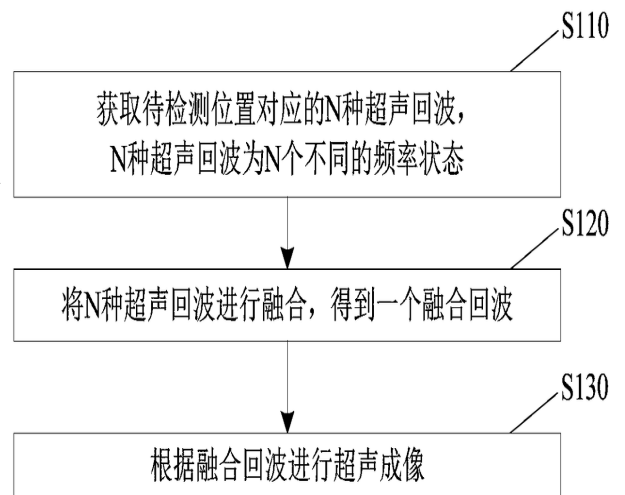 S110
获取待检测位置对应的N种超声回波，
N种超声回波为N个不同的频率状态
S120
将N种超声回波进行融合，得到一个融合回波
S130
根据融合回波进行超声成像